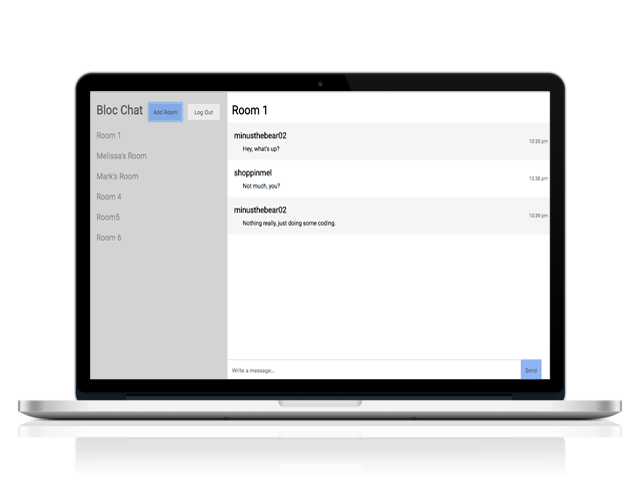 Bloc Chat
Add Room
Log Out
Room 1
Melissa's Room
Mark's Room
Room 4
Room5
Room 6
Room 1
minusthebear02
Hey, what's up?
10:35 pm
shoppinmel
Not much, you?
10:38 pm
minusthebear02
Nothing really, just doing some coding.
10:39 pm
Write a message...
Send